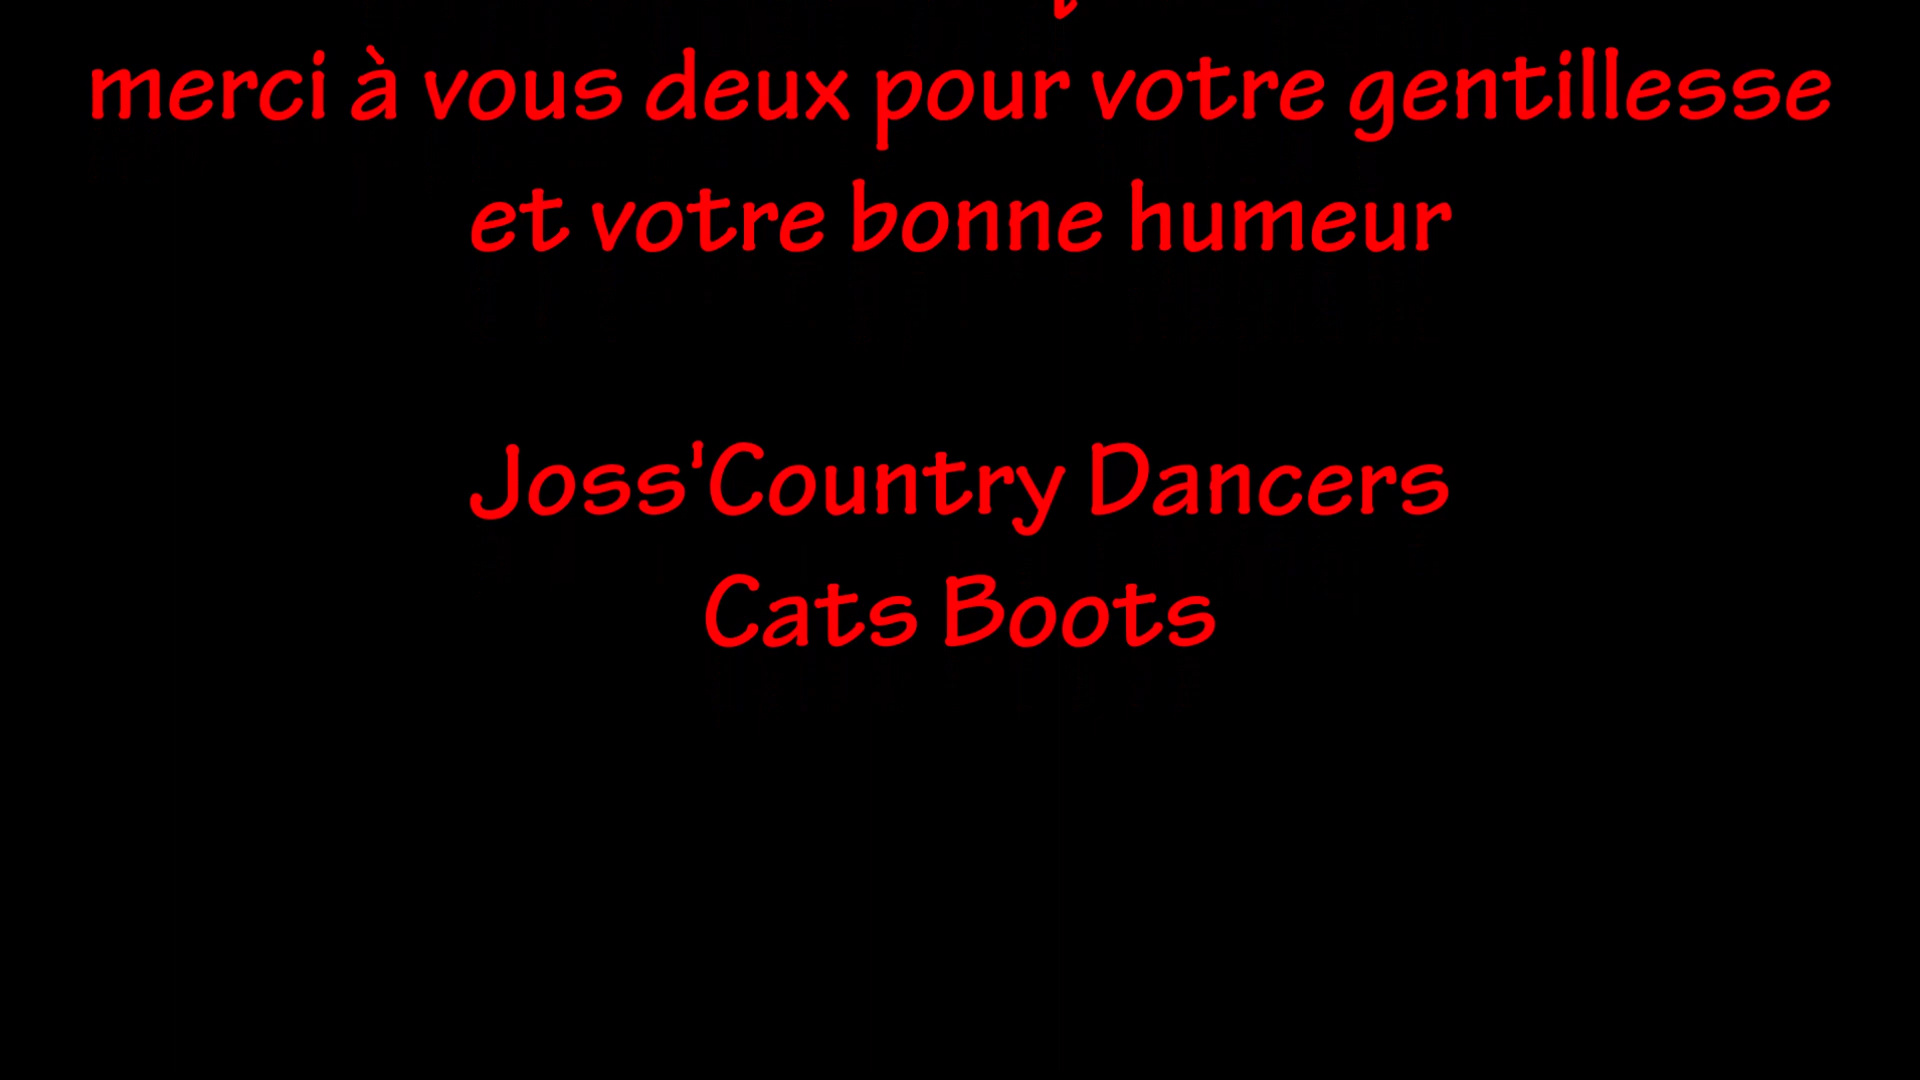 merci à vous deux pour votre gentillesse
et votre bonne humeur
Joss'Country Dancers
Cats Boots